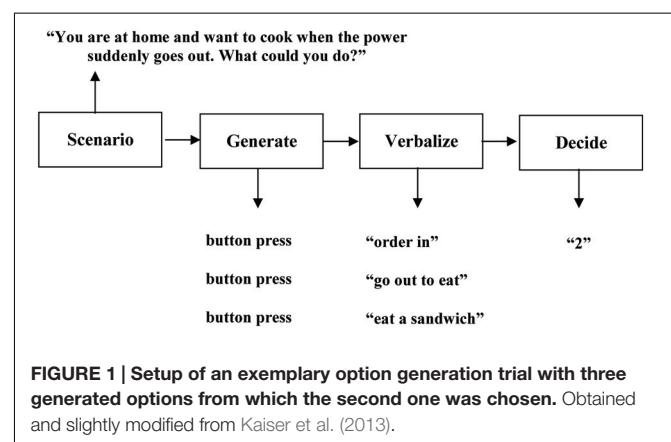 “You are at home and want to cook when the power
suddenly goes out. What could you do?”
Scenario
Generate
Verbalize
Decide
button press
“order in”
“2”
button press
“go out to eat”
button press
“eat a sandwich”
FIGURE 1 | Setup of an exemplary option generation trial with three
generated options from which the second one was chosen. Obtained
and slightly modified from Kaiser et al. (2013).